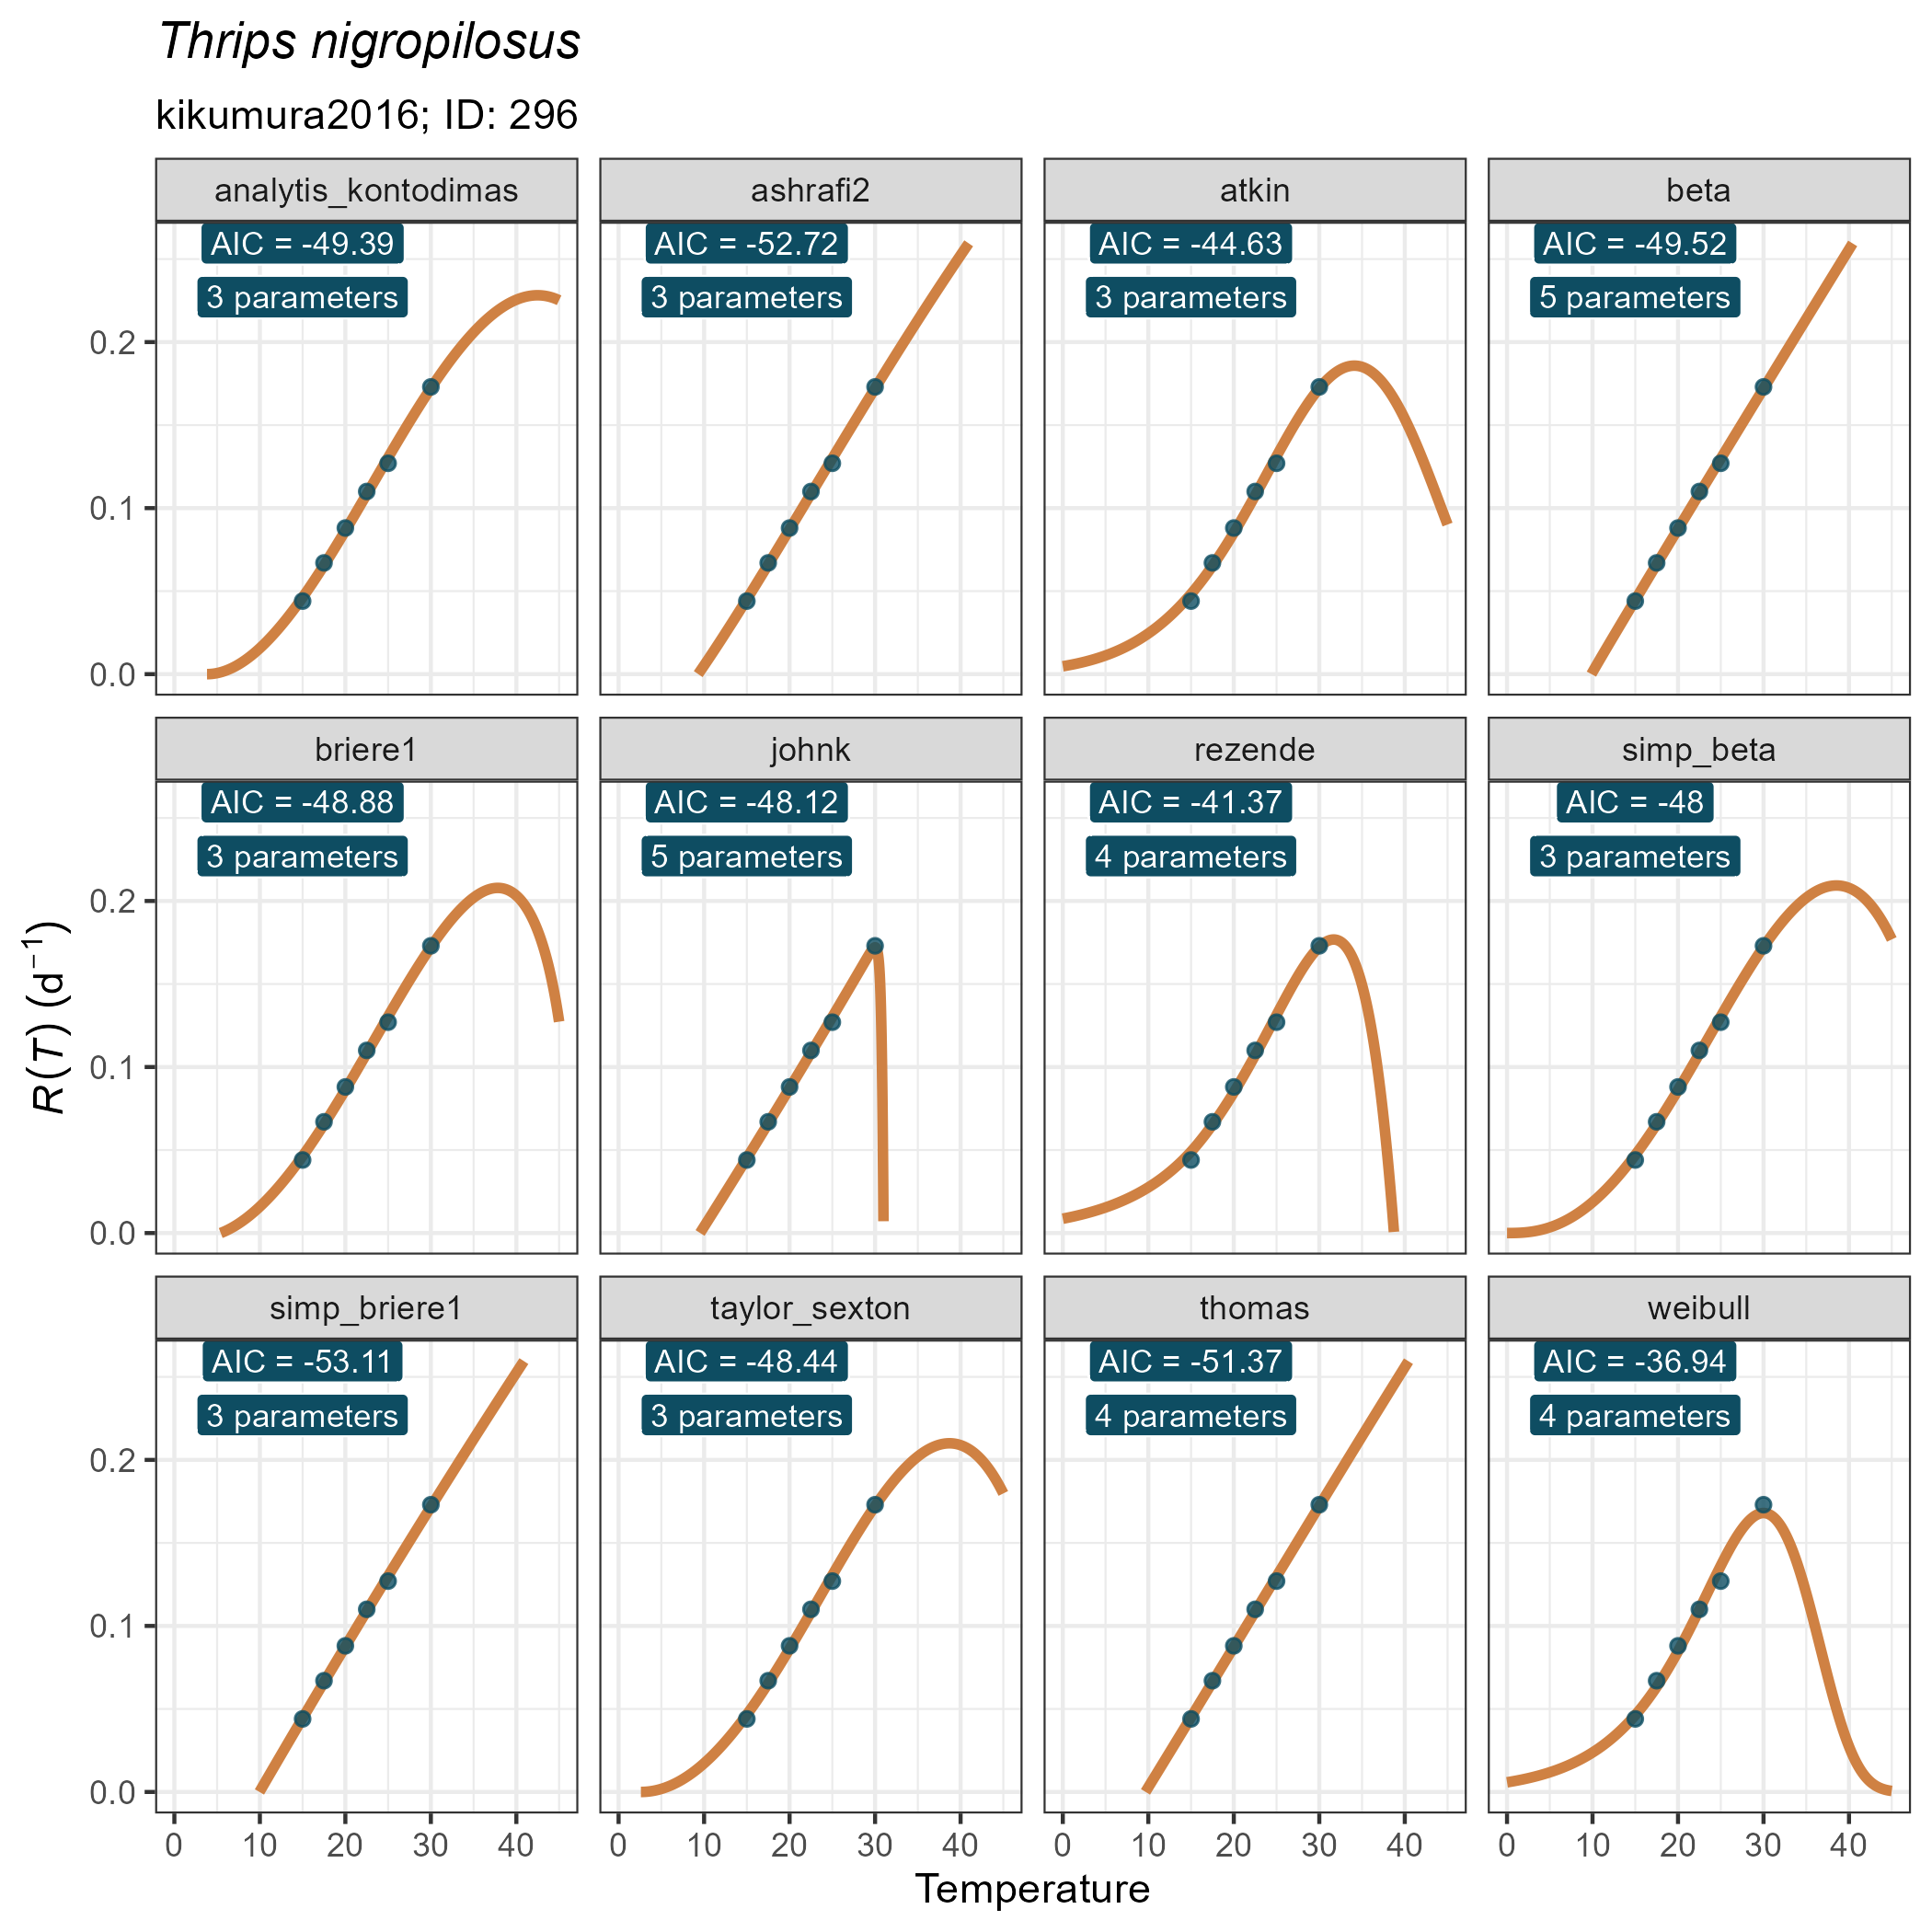 Thrips nigropilosus
kikumura2016; ID: 296
analytis_kontodimas
ashrafi2
atkin
beta
AIC = -49.39
AIC = -52.72
AIC = -44.63
AIC = -49.52
3 parameters
3 parameters
3 parameters
5 parameters
0.2
0.1
0.0
briere1
johnk
rezende
simp_beta
AIC = -48.88
AIC = -48.12
AIC = -41.37
AIC = -48
3 parameters
5 parameters
4 parameters
3 parameters
0.2
0.1
0.0
R(T) (d⁻¹)
simp_briere1
taylor_sexton
thomas
weibull
AIC = -53.11
AIC = -48.44
AIC = -51.37
AIC = -36.94
3 parameters
3 parameters
4 parameters
4 parameters
0.2
0.1
0.0
0 10 20 30 40
0 10 20 30 40
0 10 20 30 40
0 10 20 30 40
Temperature